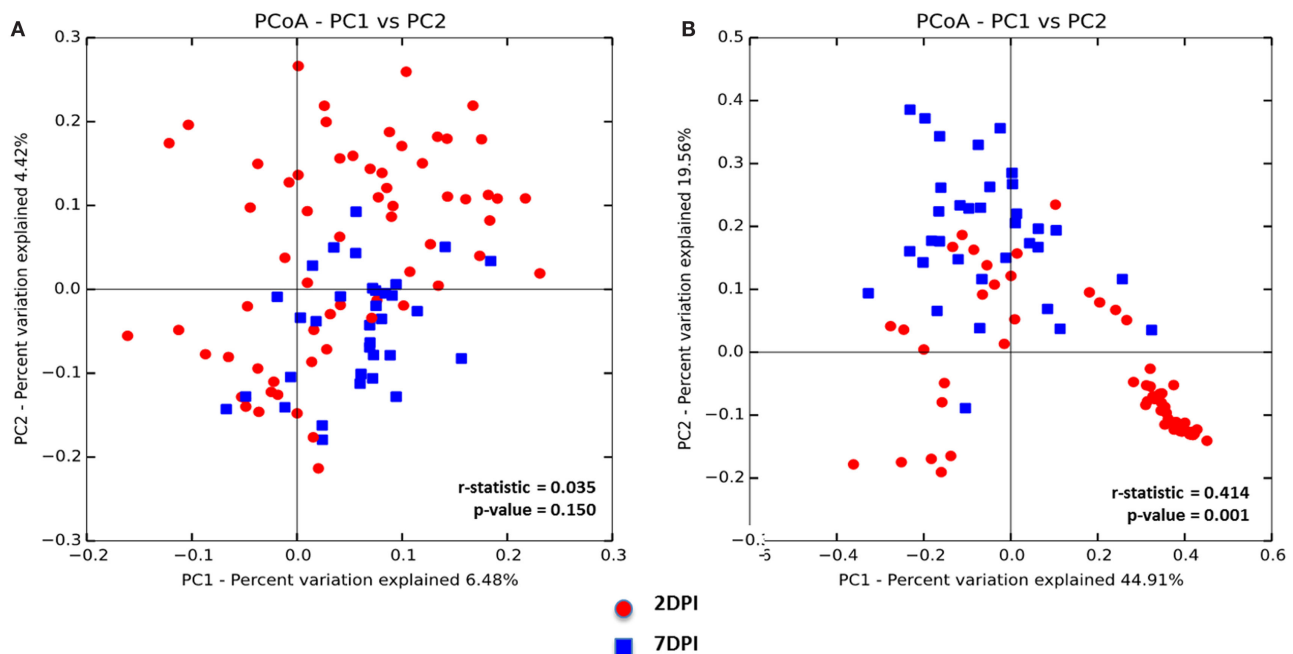 A
PCoA - PC1 vs PC2
0.3
0.2
0.1
0.0
−0.1
−0.2
−0.3
PC2 - Percent variation explained 4.42%
−0.2
−0.1
0.0
0.1
0.2
0.3
PC1 - Percent variation explained 6.48%
r-statistic = 0.035
p-value = 0.150
B
PCoA - PC1 vs PC2
0.5
0.4
0.3
0.2
0.1
0.0
−0.1
−0.2
PC2 - Percent variation explained 19.56%
−0.4
−0.2
0.0
0.2
0.4
0.6
PC1 - Percent variation explained 44.91%
r-statistic = 0.414
p-value = 0.001
2DPI
7DPI